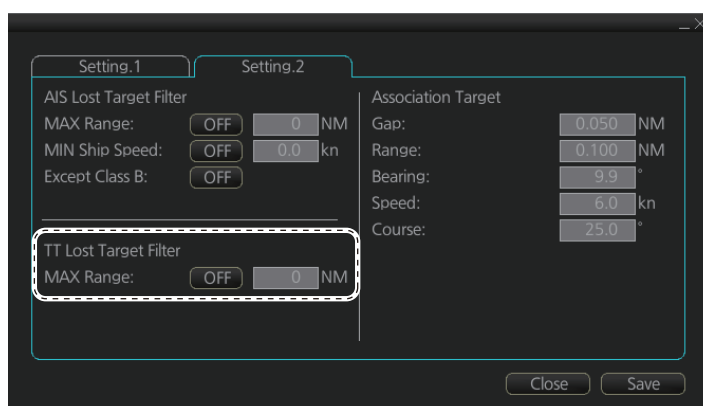 Setting.1
Setting.2
AIS Lost Target Filter
MAX Range: OFF 0 NM
MIN Ship Speed: OFF 0.0 kn
Except Class B: OFF
TT Lost Target Filter
MAX Range: OFF 0 NM
Association Target
Gap: 0.050 NM
Range: 0.100 NM
Bearing: 9.9 °
Speed: 6.0 kn
Course: 25.0 °
Close
Save